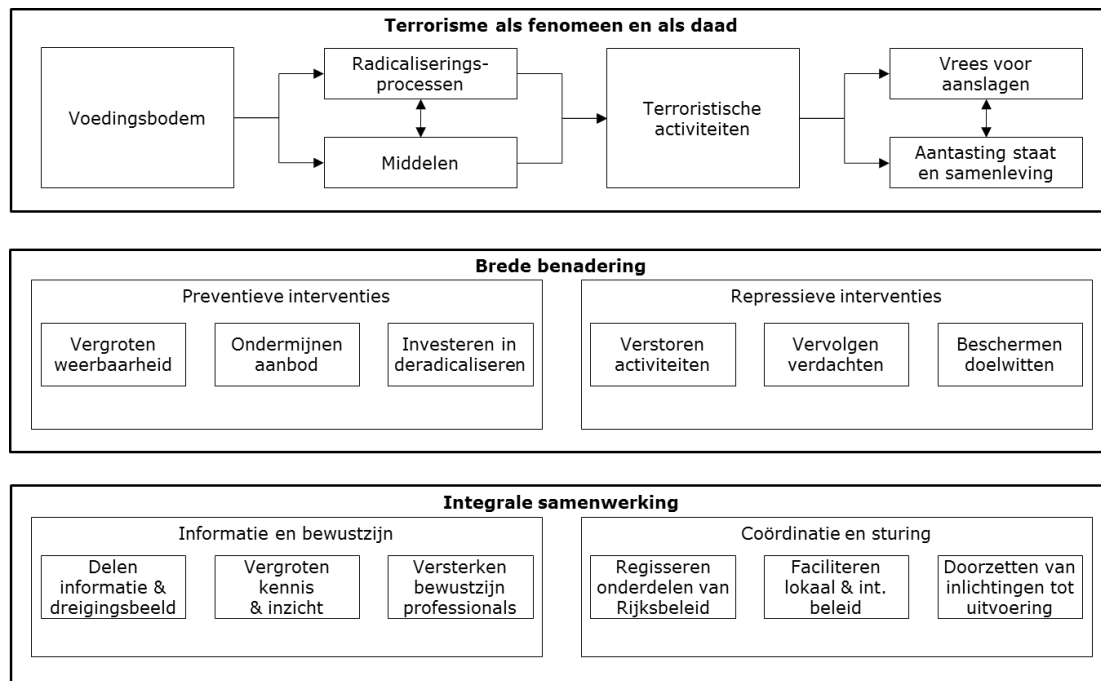 Terrorisme als fenomeen en als daad
Voedingsbodem
Radicaliserings-
processen
Middelen
Terroristische
activiteiten
Vrees voor
aanslagen
Aantasting staat
en samenleving
Brede benadering
Preventieve interventies
Vergroten
weerbaarheid
Ondermijnen
aanbod
Investeren in
deradicaliseren
Repressieve interventies
Verstoren
activiteiten
Vervolgen
verdachten
Beschermen
doelwitten
Integrale samenwerking
Informatie en bewustzijn
Delen
informatie &
dreigingsbeeld
Vergroten
kennis
& inzicht
Versterken
bewustzijn
professionals
Coördinatie en sturing
Regisseren
onderdelen van
Rijksbeleid
Faciliteren
lokaal & int.
beleid
Doorzetten van
inlichtingen tot
uitvoering